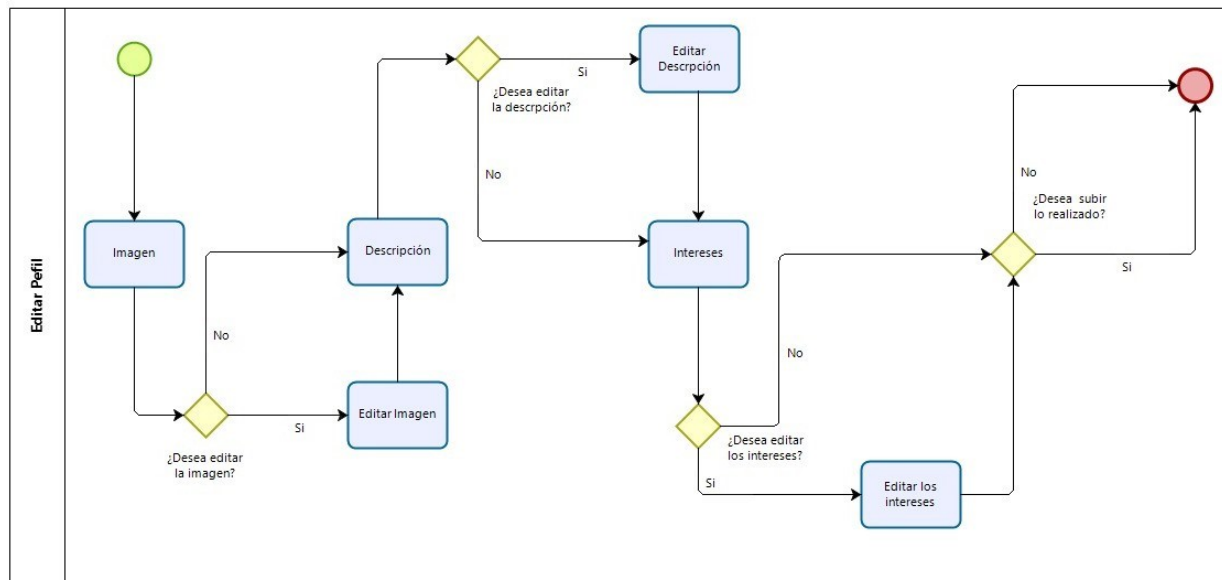 Editar Pefil
¿Desea editar
la descrpción?
Si
No
Editar
Descrpción
Imagen
No
Descripción
¿Desea editar
la imagen?
Si
Editar Imagen
Intereses
No
¿Desea editar
los intereses?
Si
Editar los
intereses
No
¿Desea  subir
lo realizado?
Si